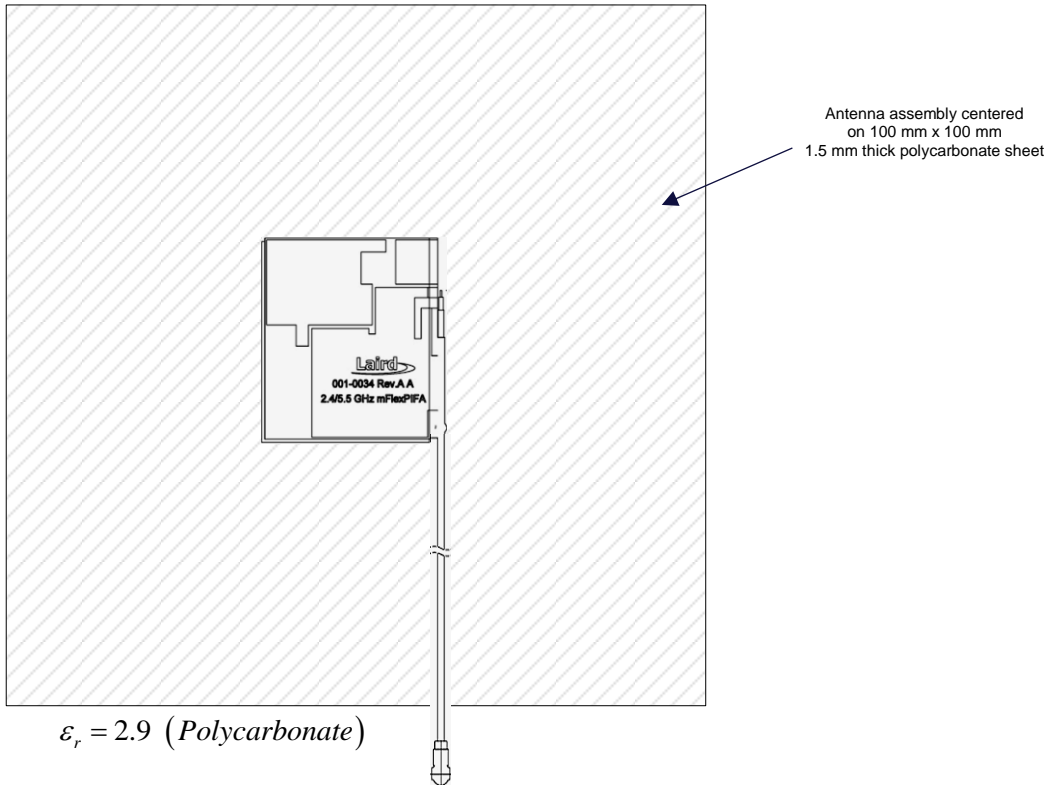 Antenna assembly centered
on 100 mm x 100 mm
1.5 mm thick polycarbonate sheet
Laird
001-0034 Rev.A A
2.4/5.5 GHz mFlexPIFA
εr = 2.9 (Polycarbonate)